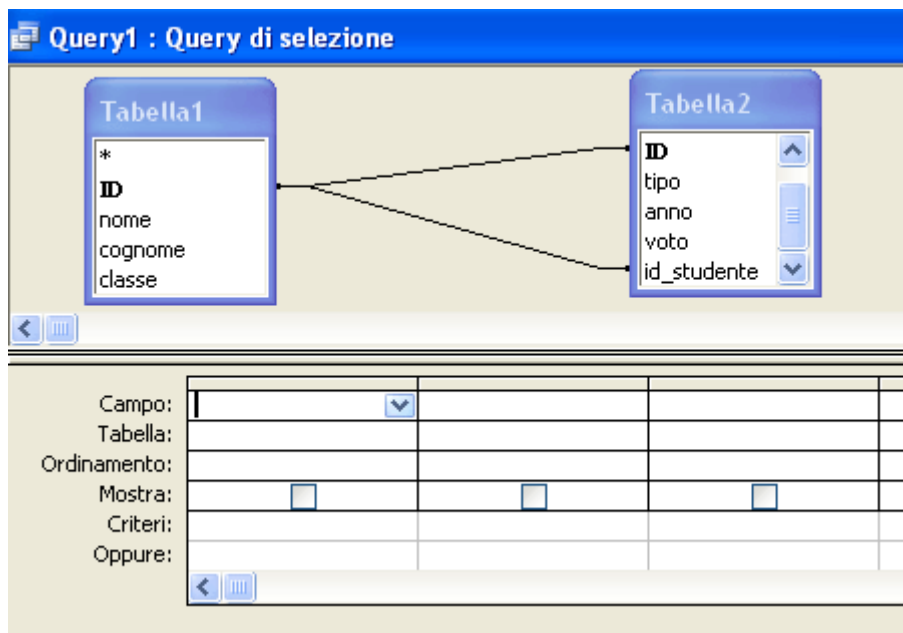 Query1 : Query di selezione
Tabella1
*
ID
nome
cognome
classe
Tabella2
ID
tipo
anno
voto
id_studente
Campo:
Tabella:
Ordinamento:
Mostra:
Criteri:
Oppure: